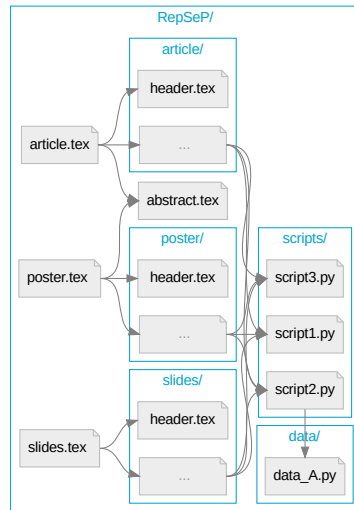 RepSeP/
article/
header.tex
article.tex
...
abstract.tex
poster/
scripts/
poster.tex
header.tex
script3.py
...
script1.py
slides/
script2.py
header.tex
slides.tex
data/
...
data_A.py